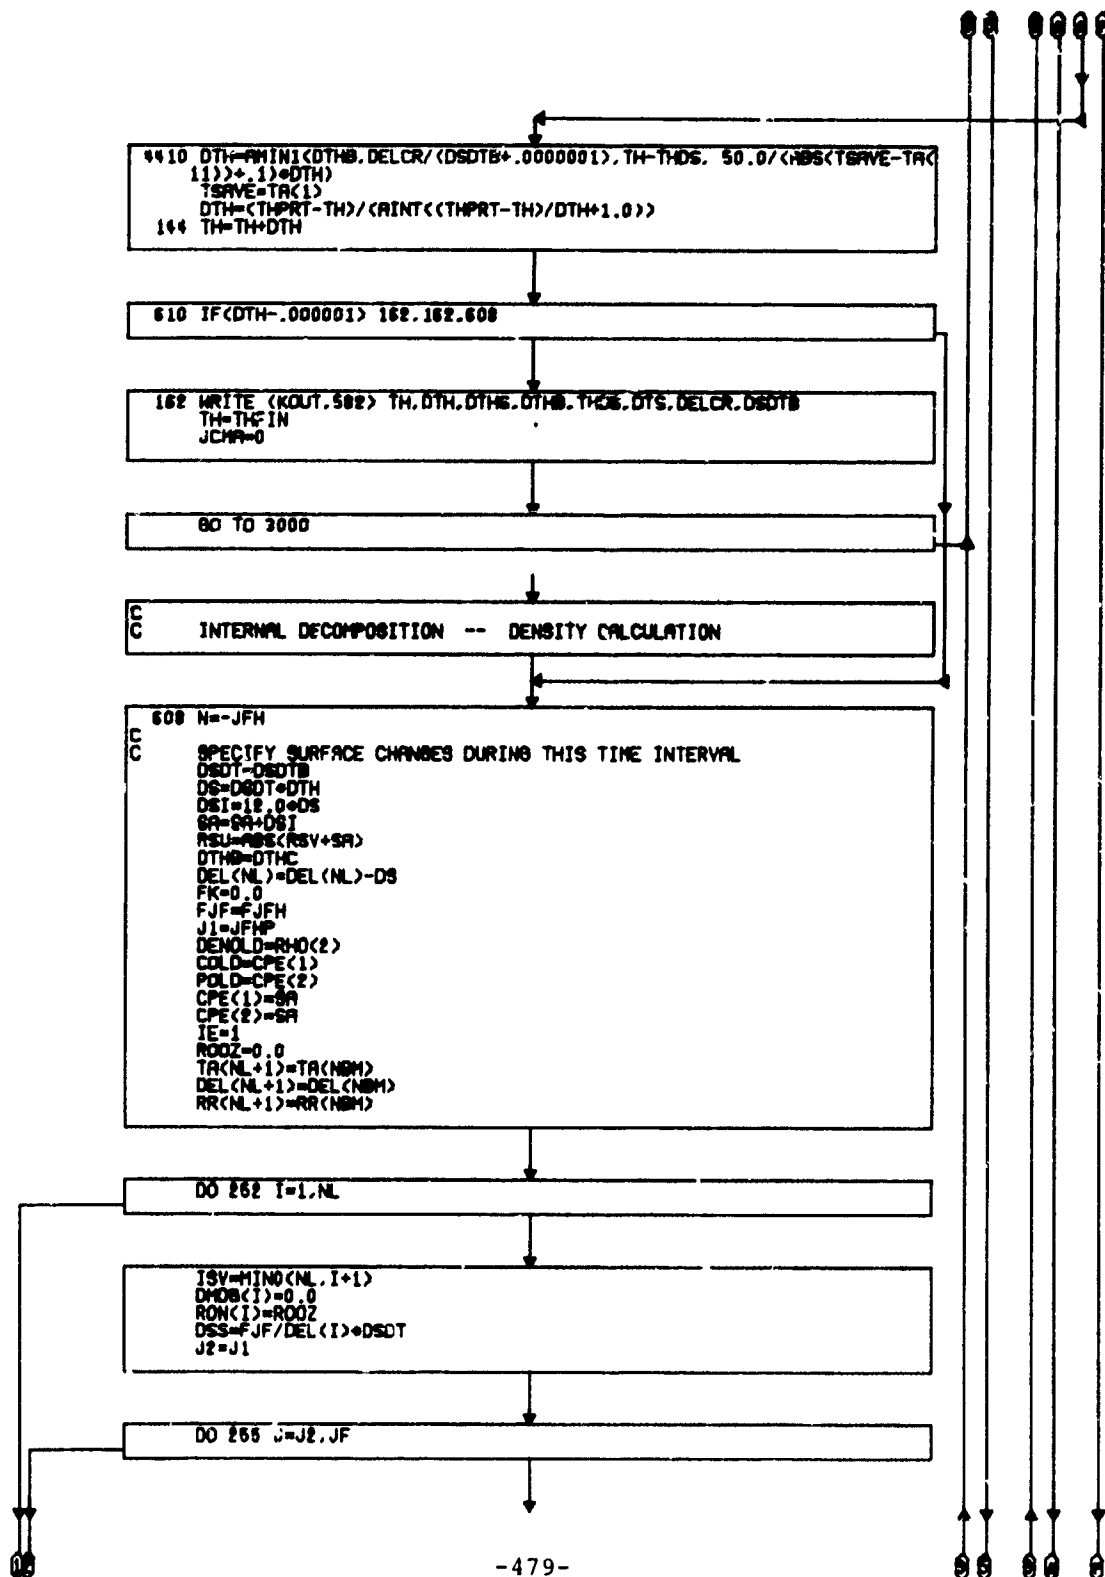 4410 DTH=AMIN1(DTHB,DELCR/(DSDTB+.0000001),TH-THDS, 50.0/(ABS(TSAVE-TA(
11))+.1)*DTH)
TSAVE=TA(1)
DTH=(THPRT-TH)/(AINT((THPRT-TH)/DTH+1.0))
144 TH=TH+DTH
610 IF(DTH-.000001) 162,162,608
162 WRITE (KOUT,582) TH,DTH,DTHG,DTHB,THDS,DTS,DELCR,DSDTB
TH=THFIN
JCMA=0
GO TO 3000
C
C INTERNAL DECOMPOSITION -- DENSITY CALCULATION
608 N=-JFH
C
C SPECIFY SURFACE CHANGES DURING THIS TIME INTERVAL
DSDT=DSDTB
DS=DSDT*DTH
DSI=12.0*DS
SA=SA+DSI
RSU=ABS(RSV+SA)
DTHB=DTHC
DEL(NL)=DEL(NL)-DS
FK=0.0
FJF=FJFH
J1=JFHP
DENOLD=RHO(2)
COLD=CPE(1)
POLD=CPE(2)
CPE(1)=SA
CPE(2)=SA
IE=1
ROOZ=0.0
TA(NL+1)=TA(NBM)
DEL(NL+1)=DEL(NBM)
RR(NL+1)=RR(NBM)
DO 262 I=1,NL
ISV=MINO(NL,I+1)
DMDG(I)=0.0
RON(I)=ROOZ
DSS=FJF/DEL(I)*DSDT
J2=J1
DO 265 J=J2,JF
-479-